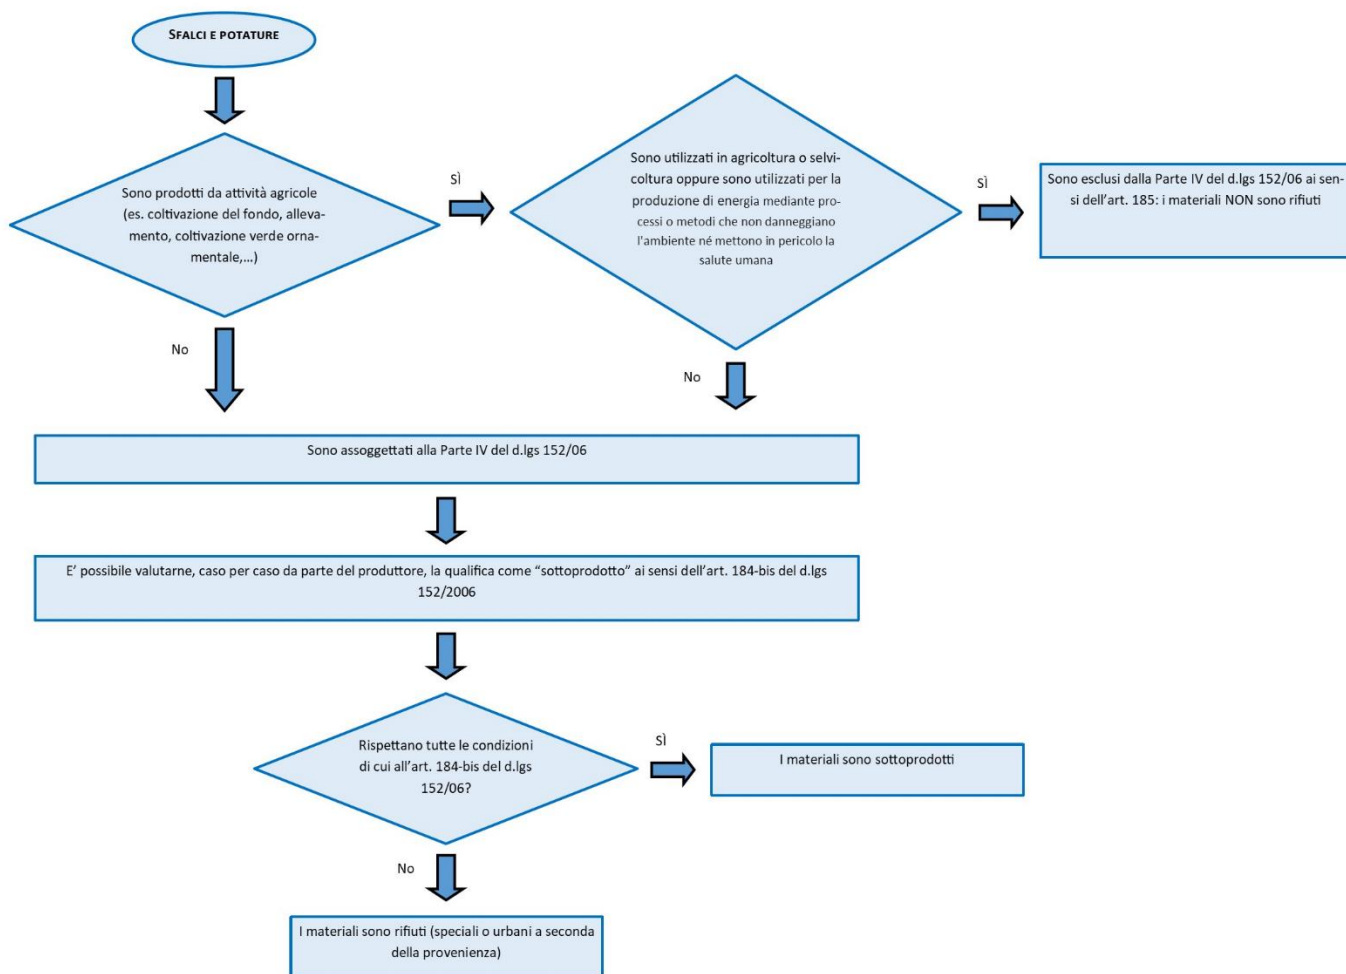 SFALCI E POTATURE
Sono prodotti da attività agricole
(es. coltivazione del fondo, alleva-
mento, coltivazione verde orna-
mentale,…)
SÌ
Sono utilizzati in agricoltura o selvi-
coltura oppure sono utilizzati per la
produzione di energia mediante pro-
cessi o metodi che non danneggiano
l'ambiente né mettono in pericolo la
salute umana
SÌ
Sono esclusi dalla Parte IV del d.lgs 152/06 ai sen-
si dell’art. 185: i materiali NON sono rifiuti
No
No
Sono assoggettati alla Parte IV del d.lgs 152/06
E’ possibile valutarne, caso per caso da parte del produttore, la qualifica come “sottoprodotto” ai sensi dell’art. 184-bis del d.lgs
152/2006
Rispettano tutte le condizioni
di cui all’art. 184-bis del d.lgs
152/06?
SÌ
I materiali sono sottoprodotti
No
I materiali sono rifiuti (speciali o urbani a seconda
della provenienza)